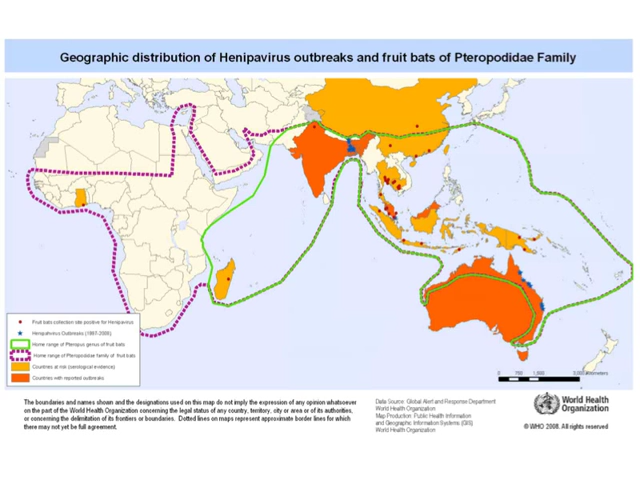 Geographic distribution of Henipavirus outbreaks and fruit bats of Pteropodidae Family
Fruit bats collection site positive for Henipavirus
Henipahvirus Outbreaks (1997-2008)
Home range of Pteropus genus of fruit bats
Home range of Pteropodidae family of fruit bats
Countries at risk (serological evidence)
Countries with reported outbreaks
0 750 1,500 3,000 Kilometers
The boundaries and names shown and the designations used on this map do not imply the expression of any opinion whatsoever
on the part of the World Health Organization concerning the legal status of any country, territory, city or area or of its authorities,
or concerning the delimitation of its frontiers or boundaries. Dotted lines on maps represent approximate border lines for which
there may not yet be full agreement.
Data Source: Global Alert and Response Department
World Health Organization
Map Production: Public Health Information
and Geographic Information Systems (GIS)
World Health Organization
World Health
Organization
© WHO 2008. All rights reserved